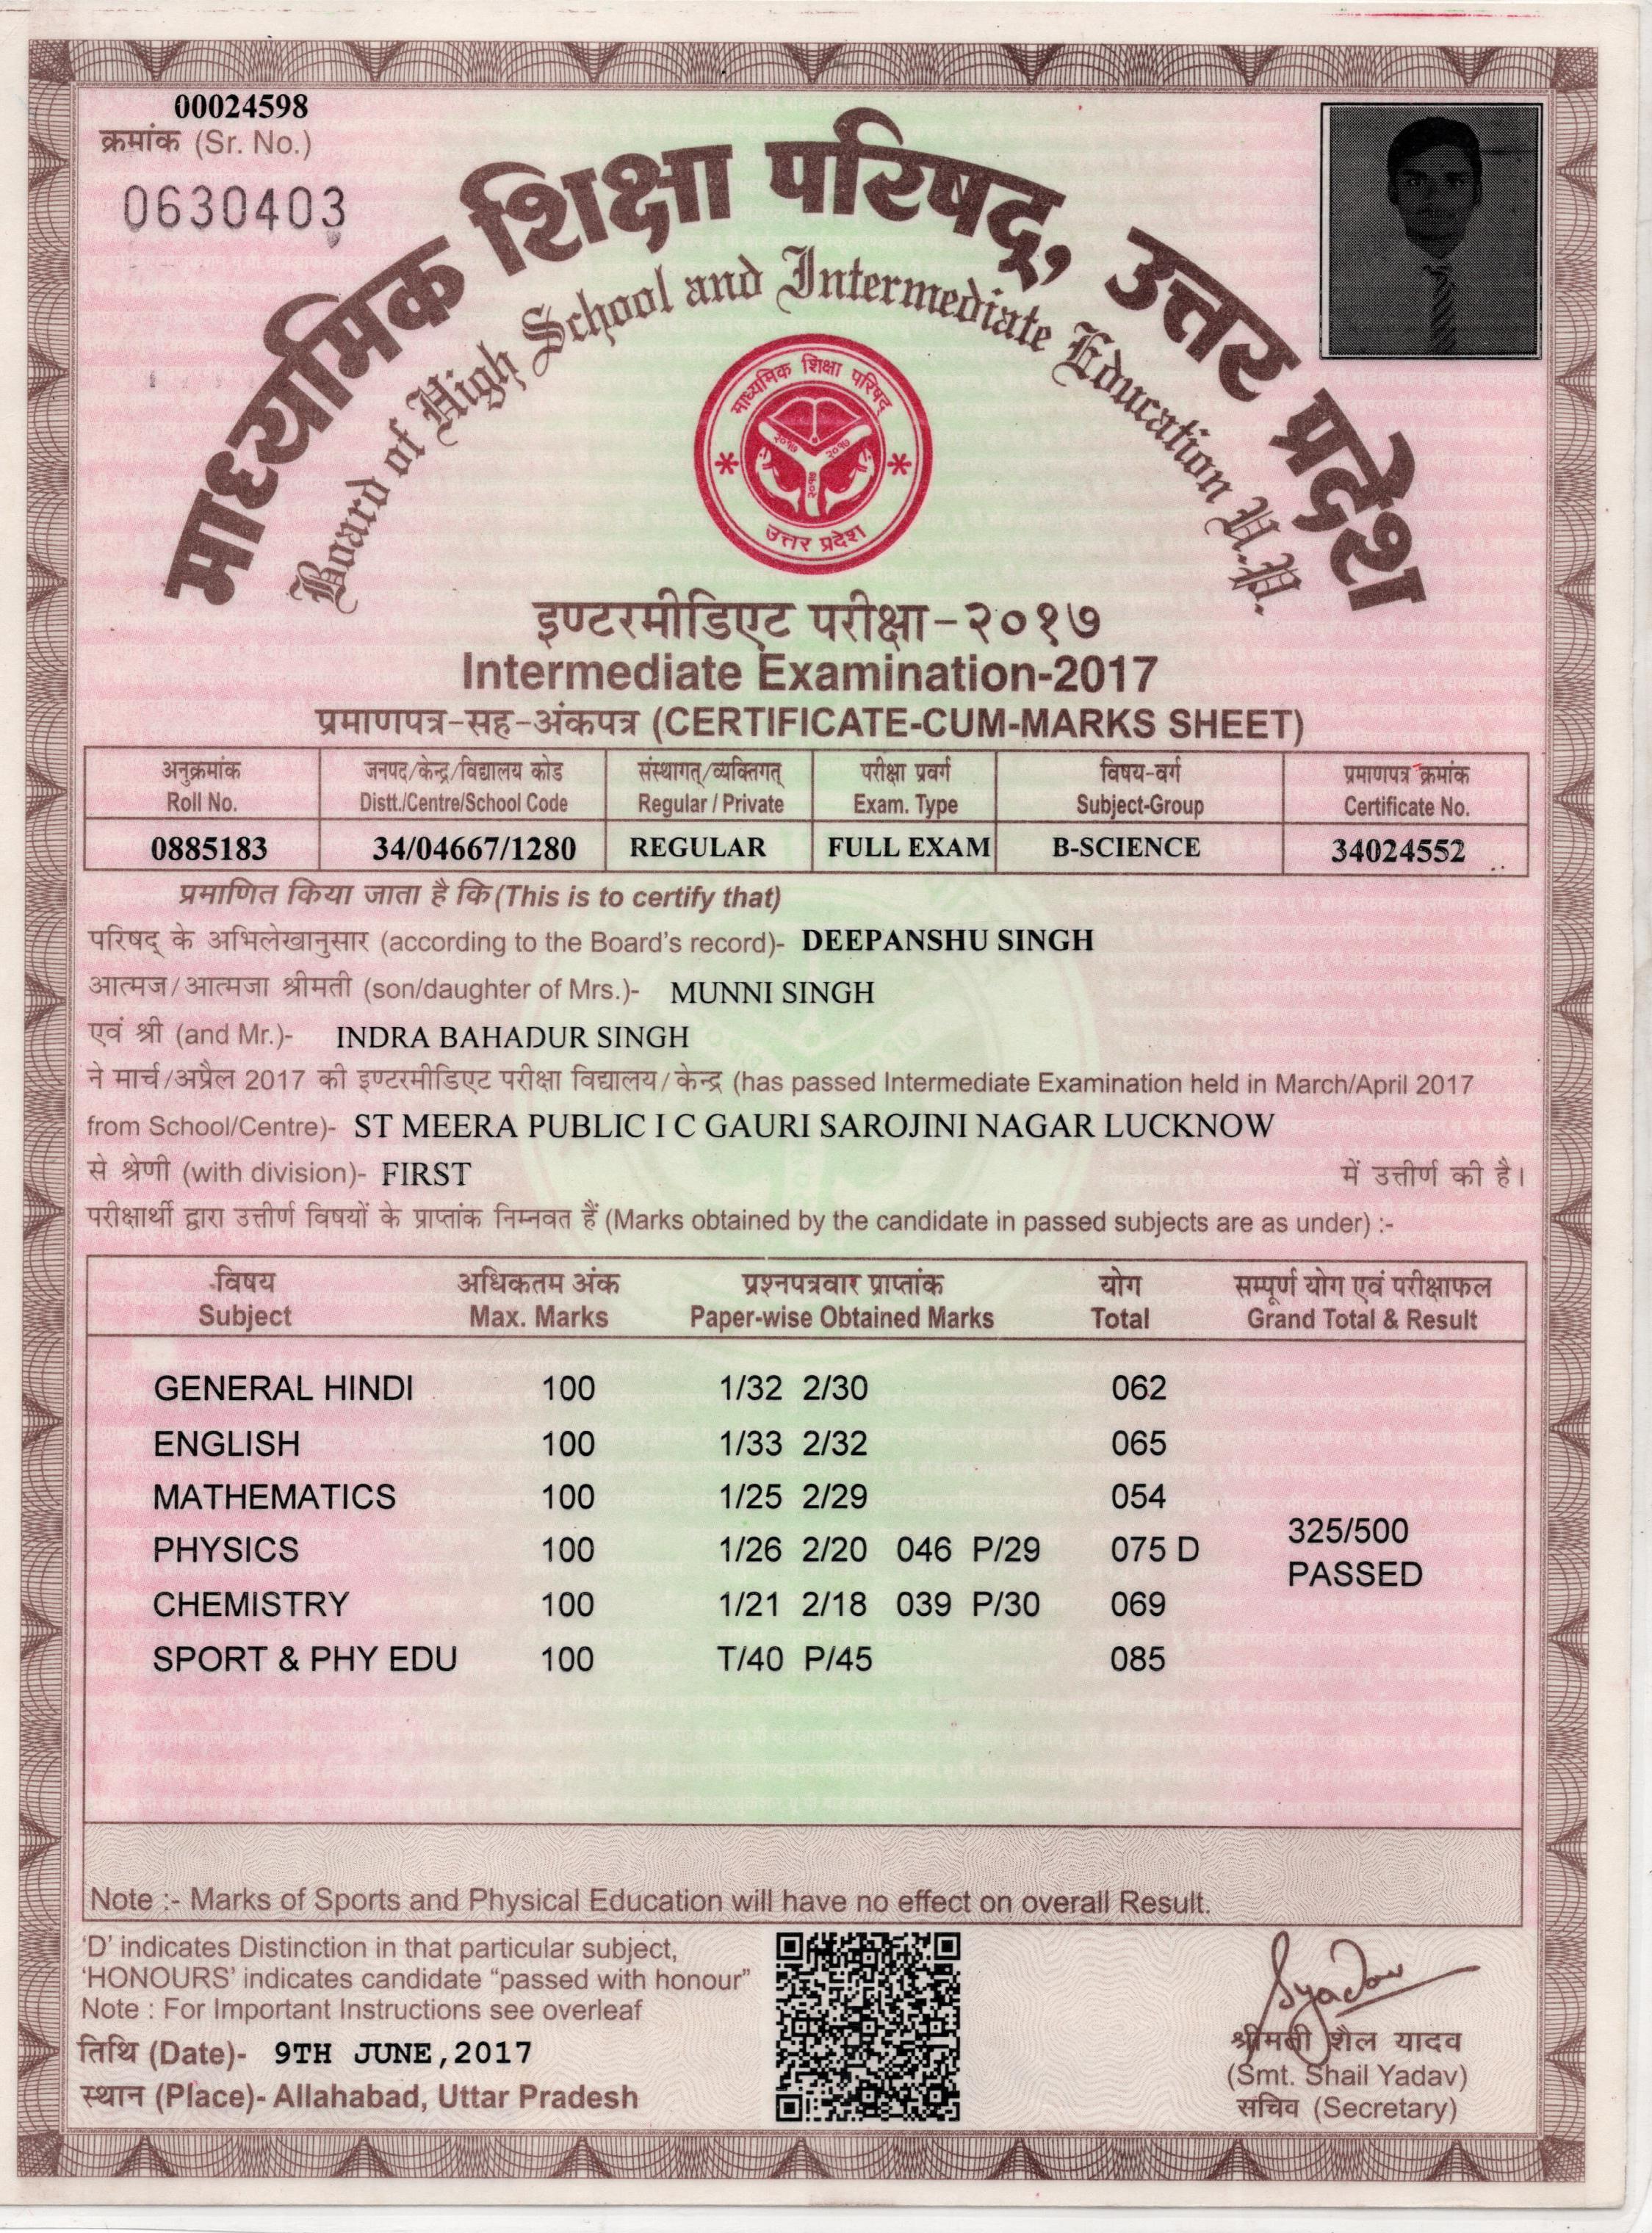 00024598
क्रमांक (Sr. No.)
0630403
माध्यमिक शिक्षा परिषद्, उत्तर प्रदेश
Board of High School and Intermediate Education U.P.
माध्यमिक शिक्षा परिषद्
उत्तर प्रदेश
इण्टरमीडिएट परीक्षा-२०१७
Intermediate Examination-2017
प्रमाणपत्र-सह-अंकपत्र (CERTIFICATE-CUM-MARKS SHEET)
अनुक्रमांक जनपद/केन्द्र/विद्यालय कोड संस्थागत्/व्यक्तिगत् परीक्षा प्रवर्ग विषय-वर्ग प्रमाणपत्र क्रमांक
Roll No. Distt./Centre/School Code Regular / Private Exam. Type Subject-Group Certificate No.
0885183 34/04667/1280 REGULAR FULL EXAM B-SCIENCE 34024552
प्रमाणित किया जाता है कि (This is to certify that)
परिषद् के अभिलेखानुसार (according to the Board's record)- DEEPANSHU SINGH
आत्मज/आत्मजा श्रीमती (son/daughter of Mrs.)- MUNNI SINGH
एवं श्री (and Mr.)- INDRA BAHADUR SINGH
ने मार्च/अप्रैल 2017 की इण्टरमीडिएट परीक्षा विद्यालय/केन्द्र (has passed Intermediate Examination held in March/April 2017
from School/Centre)- ST MEERA PUBLIC I C GAURI SAROJINI NAGAR LUCKNOW
से श्रेणी (with division)- FIRST में उत्तीर्ण की है।
परीक्षार्थी द्वारा उत्तीर्ण विषयों के प्राप्तांक निम्नवत हैं (Marks obtained by the candidate in passed subjects are as under) :-
विषय अधिकतम अंक प्रश्नपत्रवार प्राप्तांक योग सम्पूर्ण योग एवं परीक्षाफल
Subject Max. Marks Paper-wise Obtained Marks Total Grand Total & Result
GENERAL HINDI 100 1/32 2/30 062
ENGLISH 100 1/33 2/32 065
MATHEMATICS 100 1/25 2/29 054
325/500
PHYSICS 100 1/26 2/20 046 P/29 075 D
PASSED
CHEMISTRY 100 1/21 2/18 039 P/30 069
SPORT & PHY EDU 100 T/40 P/45 085
Note :- Marks of Sports and Physical Education will have no effect on overall Result.
'D' indicates Distinction in that particular subject,
'HONOURS' indicates candidate "passed with honour"
Note : For Important Instructions see overleaf
तिथि (Date)- 9TH JUNE,2017
स्थान (Place)- Allahabad, Uttar Pradesh
Syadav
श्रीमती शैल यादव
(Smt. Shail Yadav)
सचिव (Secretary)